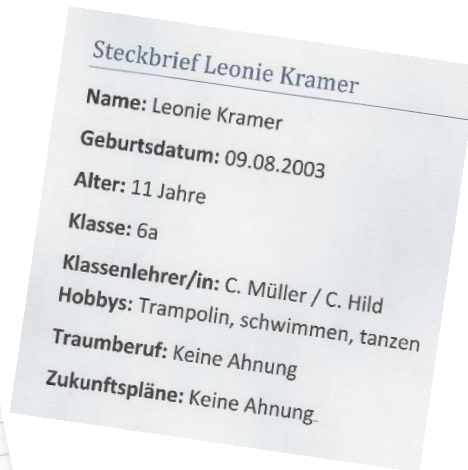 Steckbrief Leonie Kramer
Name: Leonie Kramer
Geburtsdatum: 09.08.2003
Alter: 11 Jahre
Klasse: 6a
Klassenlehrer/in: C. Müller / C. Hild
Hobbys: Trampolin, schwimmen, tanzen
Traumberuf: Keine Ahnung
Zukunftspläne: Keine Ahnung